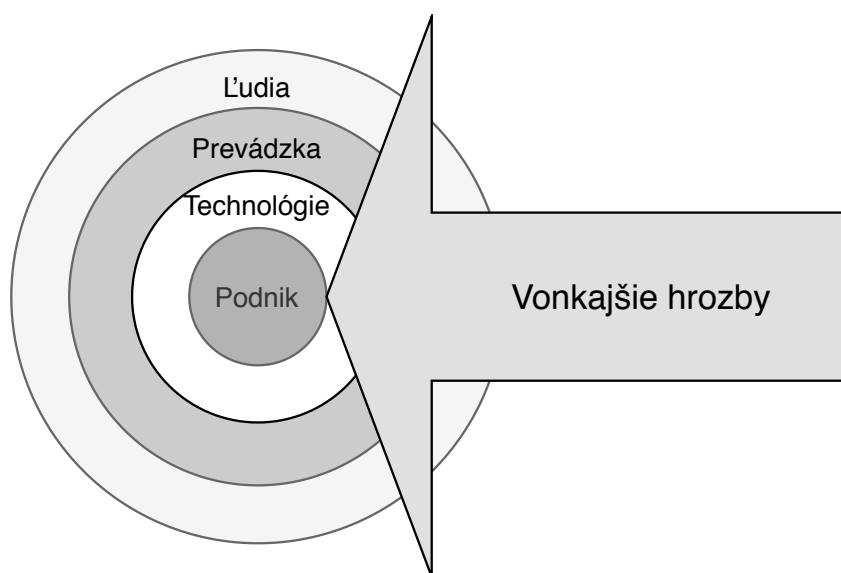 Ľudia
Prevádzka
Technológie
Podnik
Vonkajšie hrozby